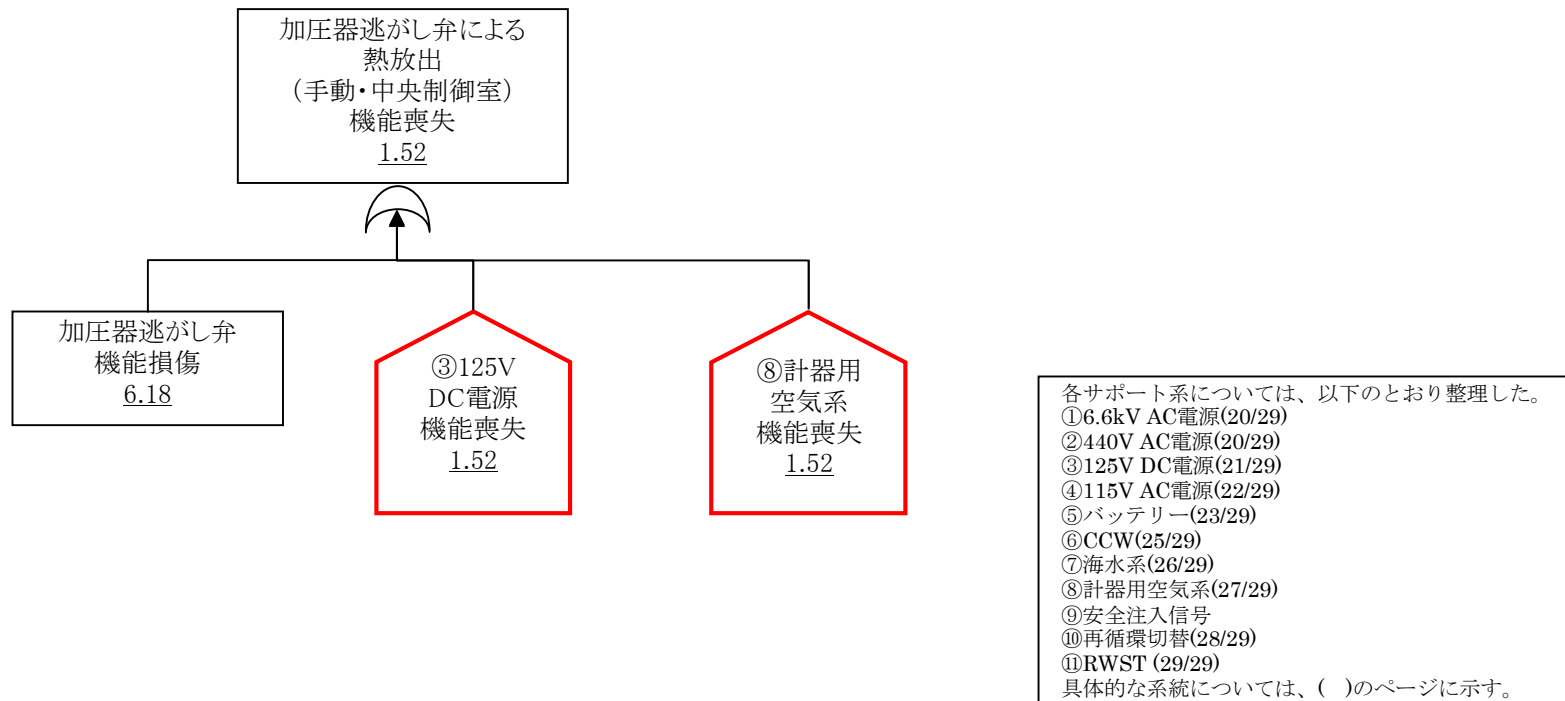 加圧器逃がし弁による
熱放出
(手動・中央制御室)
機能喪失
1.52
加圧器逃がし弁
機能損傷
6.18
③125V
DC電源
機能喪失
1.52
⑧計器用
空気系
機能喪失
1.52
各サポート系については、以下のとおり整理した。
①6.6kV AC電源(20/29)
②440V AC電源(20/29)
③125V DC電源(21/29)
④115V AC電源(22/29)
⑤バッテリー(23/29)
⑥CCW(25/29)
⑦海水系(26/29)
⑧計器用空気系(27/29)
⑨安全注入信号
⑩再循環切替(28/29)
⑪RWST (29/29)
具体的な系統については、( )のページに示す。